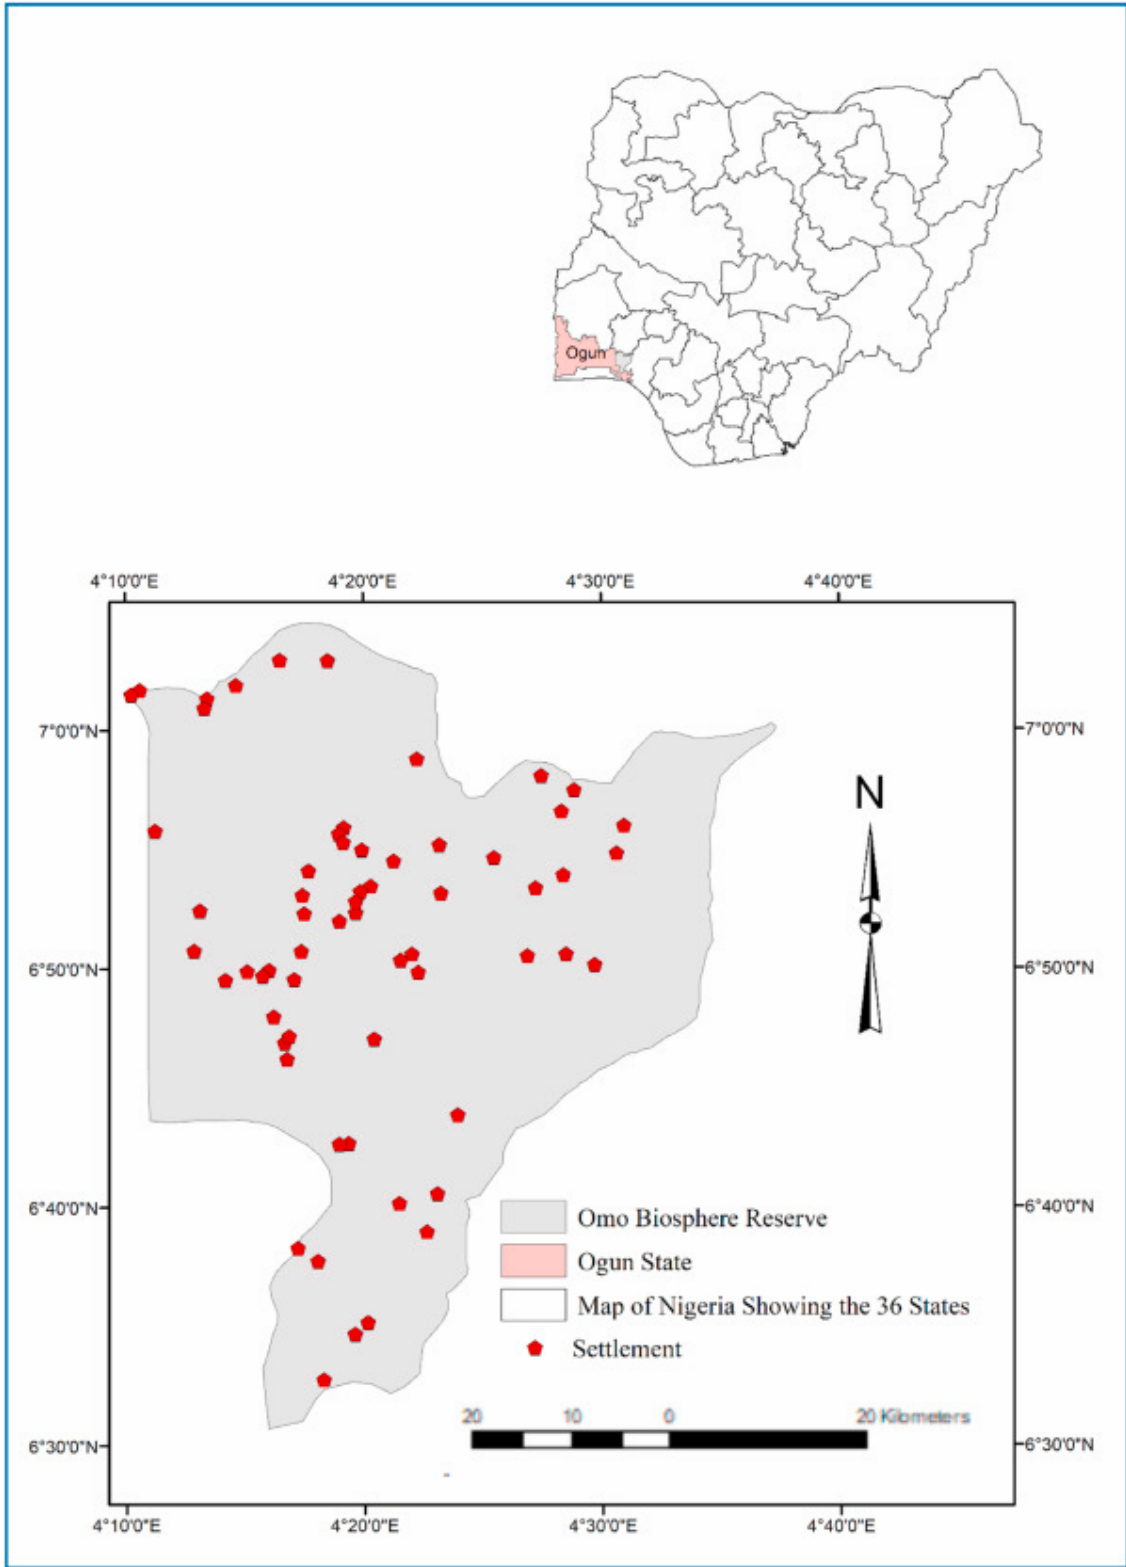 Ogun
4°10'0"E 4°20'0"E 4°30'0"E 4°40'0"E
7°0'0"N 7°0'0"N
N
6°50'0"N 6°50'0"N
6°40'0"N 6°40'0"N
Omo Biosphere Reserve
Ogun State
Map of Nigeria Showing the 36 States
Settlement
20 10 0 20 Kilometers
6°30'0"N 6°30'0"N
4°10'0"E 4°20'0"E 4°30'0"E 4°40'0"E